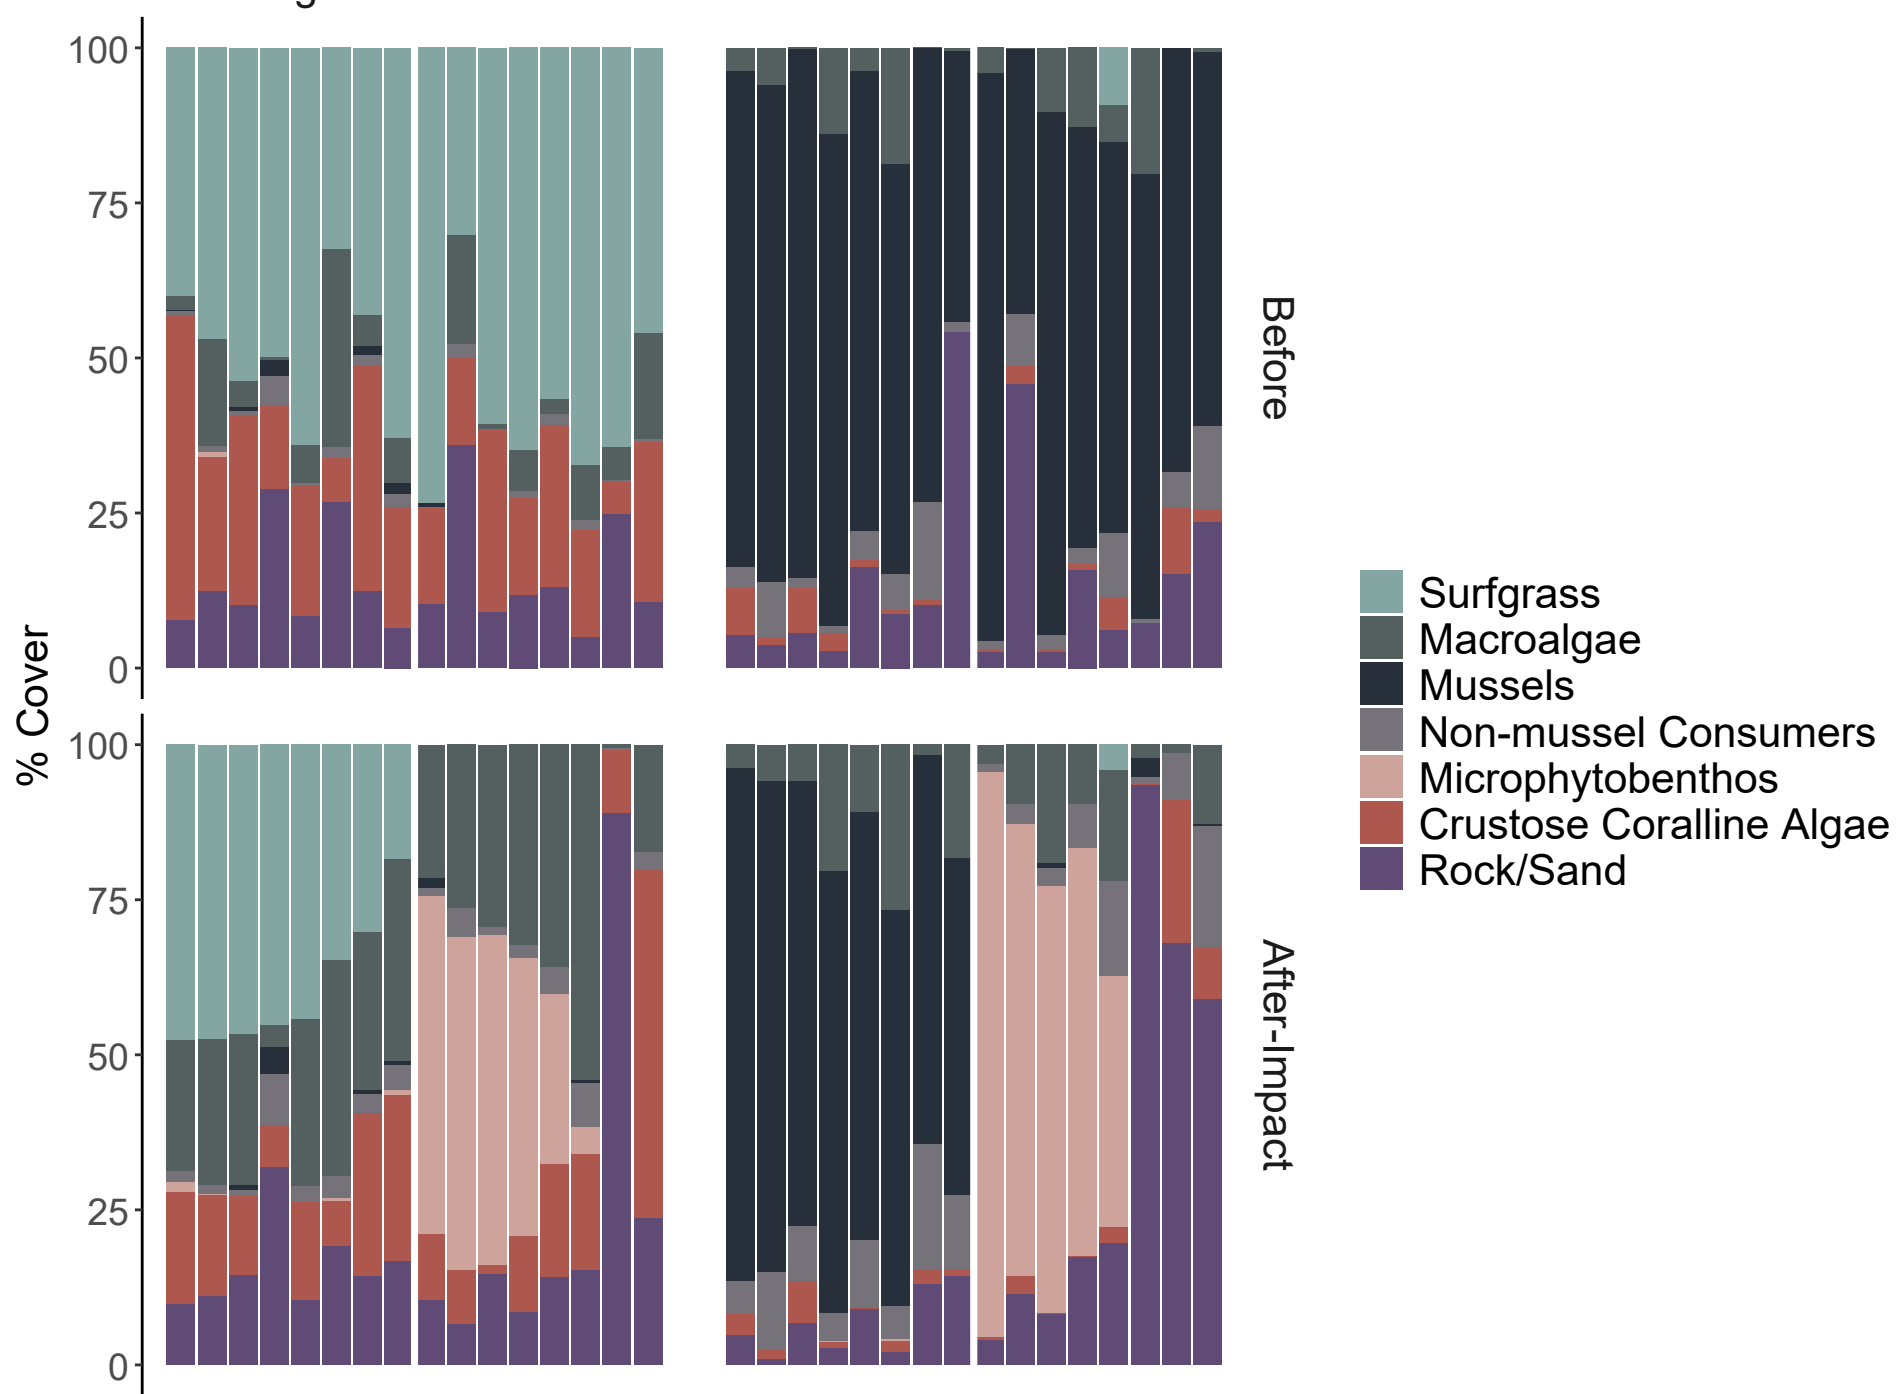 100
75
50
25
0
Before
% Cover
100
75
50
25
0
After-Impact
Surfgrass
Macroalgae
Mussels
Non-mussel Consumers
Microphytobenthos
Crustose Coralline Algae
Rock/Sand